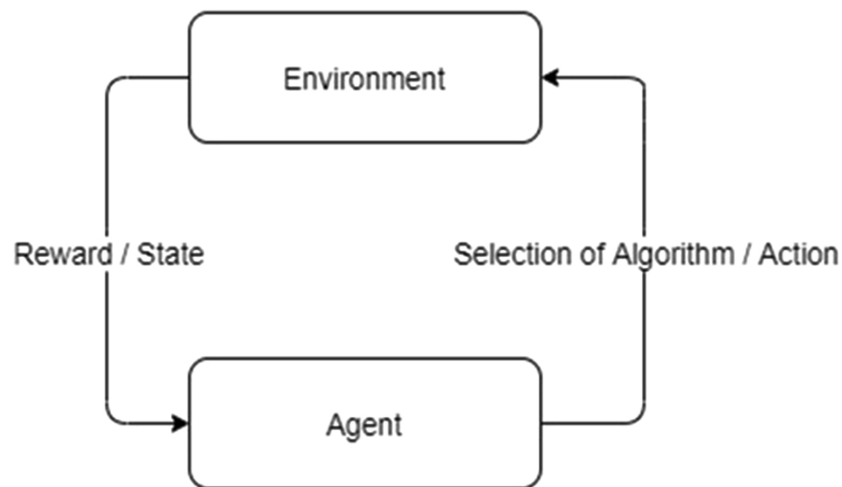 Environment
Reward / State
Selection of Algorithm / Action
Agent